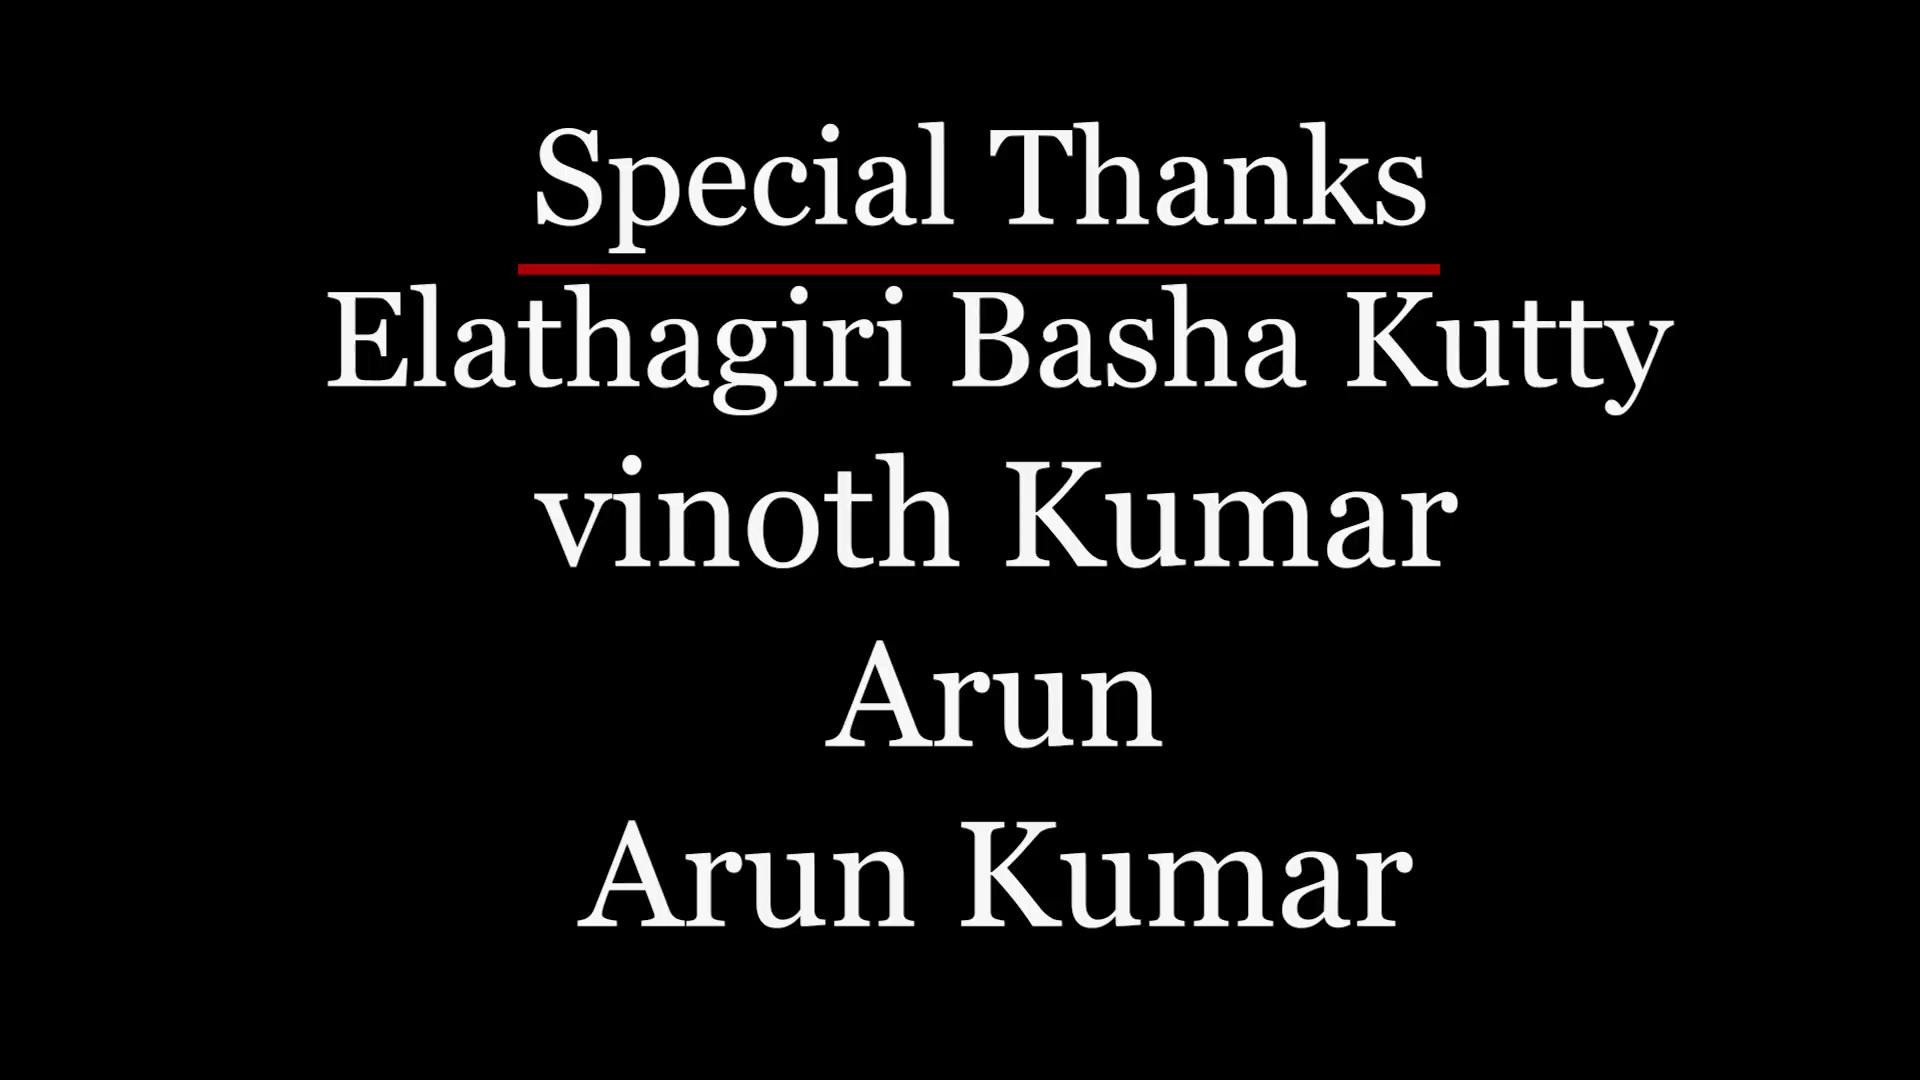 Special Thanks
Elathagiri Basha Kutty
vinoth Kumar
Arun
Arun Kumar